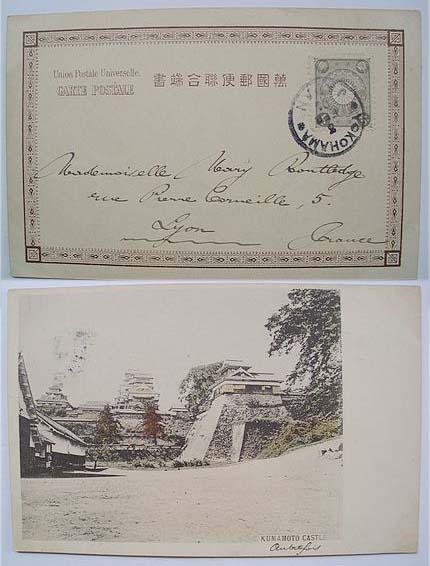 Union Postale Universelle.
CARTE POSTALE
書端合聯便郵國萬
YOKOHAMA
Mademoiselle Mary Routledge
rue Pierre Corneille, 5.
Lyon
France
KUMAMOTO CASTLE